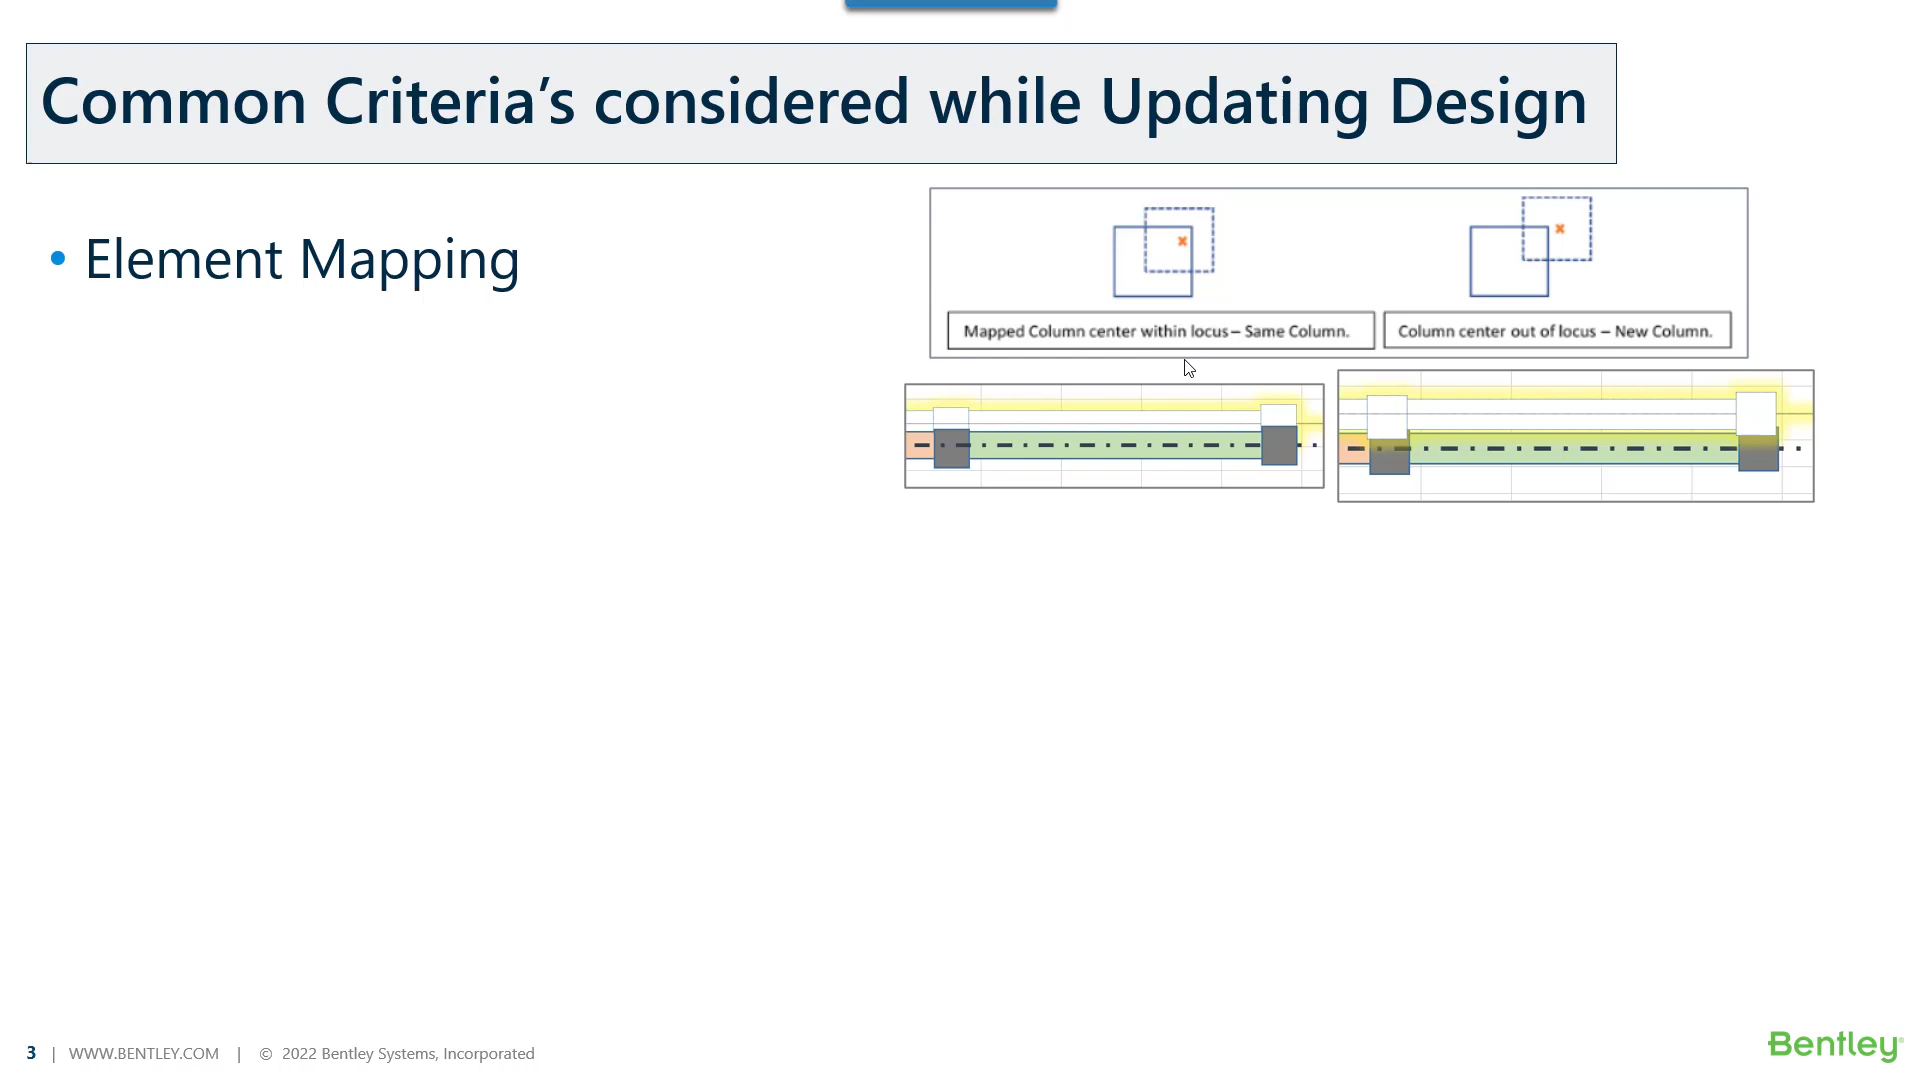 Common Criteria’s considered while Updating Design
• Element Mapping
Mapped Column center within locus – Same Column.
Column center out of locus – New Column.
3 | WWW.BENTLEY.COM | © 2022 Bentley Systems, Incorporated
Bentley®